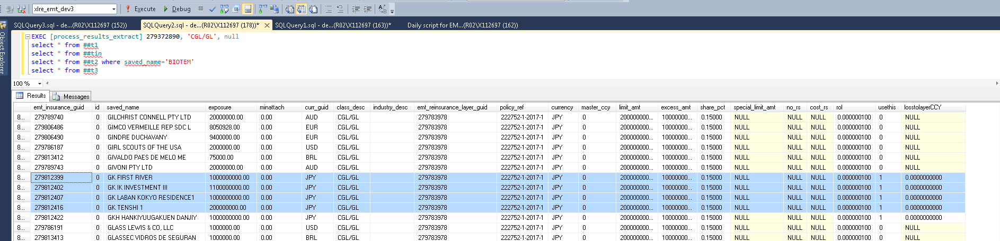 xlre_emt_dev3 Execute Debug
SQLQuery3.sql - de...(R02\X112697 (152)) SQLQuery2.sql - de...(R02\X112697 (178))* SQLQuery1.sql - de...(R02\X112697 (163))* Daily script for EM...(R02\X112697 (162))
Object Explorer
EXEC [process_results_extract] 279372890, 'CGL/GL', null
select * from ##t1
select * from ##tin
select * from ##t2 where saved_name='BIOTEM'
select * from ##t3
100 %
Results Messages
emt_insurance_guid id saved_name exposure minattach curr_guid class_desc industry_desc emt_reinsurance_layer_guid policy_ref currency master_ccy limit_amt excess_amt share_pct special_limit_amt no_rs cost_rs rol usethis losstolayerCCY
8... 279789740 0 GILCHRIST CONNELL PTY LTD 20000000.00 0.00 AUD CGL/GL 279783978 222752-1-2017-1 JPY 0 200000000... 10000000... 0.15000 NULL NULL NULL 0.000000100 0 NULL
8... 279806486 0 GIMCO VERMEILLE REP SDC L 8050928.00 0.00 EUR CGL/GL 279783978 222752-1-2017-1 JPY 0 200000000... 10000000... 0.15000 NULL NULL NULL 0.000000100 0 NULL
8... 279806490 0 GINDRE DUCHAVANY 9400000.00 0.00 EUR CGL/GL 279783978 222752-1-2017-1 JPY 0 200000000... 10000000... 0.15000 NULL NULL NULL 0.000000100 0 NULL
8... 279786187 0 GIRL SCOUTS OF THE USA 2000000.00 0.00 USD CGL/GL 279783978 222752-1-2017-1 JPY 0 200000000... 10000000... 0.15000 NULL NULL NULL 0.000000100 0 NULL
8... 279813412 0 GIVALDO PAES DE MELO ME 75000.00 0.00 BRL CGL/GL 279783978 222752-1-2017-1 JPY 0 200000000... 10000000... 0.15000 NULL NULL NULL 0.000000100 0 NULL
8... 279789743 0 GIVONI PTY LTD 20000000.00 0.00 AUD CGL/GL 279783978 222752-1-2017-1 JPY 0 200000000... 10000000... 0.15000 NULL NULL NULL 0.000000100 0 NULL
8... 279812399 0 GK FIRST RIVER 1000000000.00 0.00 JPY CGL/GL 279783978 222752-1-2017-1 JPY 0 200000000... 10000000... 0.15000 NULL NULL NULL 0.000000100 1 0.0000000000
8... 279812402 0 GK IK INVESTMENT III 1100000000.00 0.00 JPY CGL/GL 279783978 222752-1-2017-1 JPY 0 200000000... 10000000... 0.15000 NULL NULL NULL 0.000000100 1 0.0000000000
8... 279812407 0 GK LABAN KOKYO RESIDENCE1 1000000000.00 0.00 JPY CGL/GL 279783978 222752-1-2017-1 JPY 0 200000000... 10000000... 0.15000 NULL NULL NULL 0.000000100 1 0.0000000000
8... 279812416 0 GK TENSHI 1 200000000.00 0.00 JPY CGL/GL 279783978 222752-1-2017-1 JPY 0 200000000... 10000000... 0.15000 NULL NULL NULL 0.000000100 1 0.0000000000
8... 279812422 0 GKH HANKIYUUGAKUEN DANJIY 1000000000.00 0.00 JPY CGL/GL 279783978 222752-1-2017-1 JPY 0 200000000... 10000000... 0.15000 NULL NULL NULL 0.000000100 1 0.0000000000
8... 279786191 0 GLASS LEWIS & CO, LLC 1000000.00 0.00 USD CGL/GL 279783978 222752-1-2017-1 JPY 0 200000000... 10000000... 0.15000 NULL NULL NULL 0.000000100 0 NULL
8... 279813413 0 GLASSEC VIDROS DE SEGURAN 1000000.00 0.00 BRL CGL/GL 279783978 222752-1-2017-1 JPY 0 200000000... 10000000... 0.15000 NULL NULL NULL 0.000000100 0 NULL